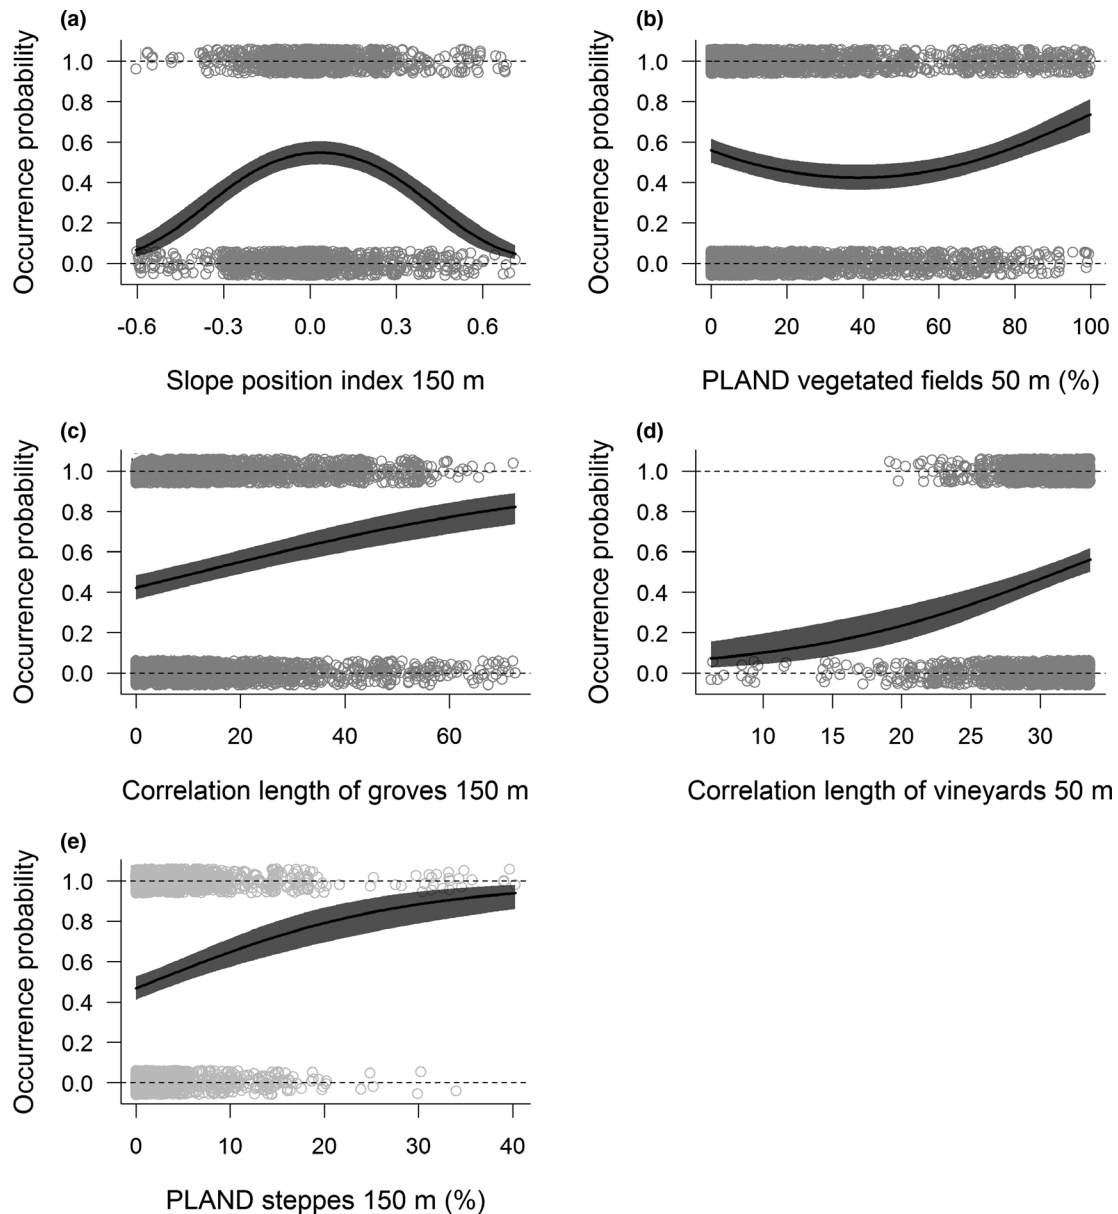 (a)
Occurrence probability
1.0
0.8
0.6
0.4
0.2
0.0
-0.6 -0.3 0.0 0.3 0.6
Slope position index 150 m
(b)
Occurrence probability
1.0
0.8
0.6
0.4
0.2
0.0
0 20 40 60 80 100
PLAND vegetated fields 50 m (%)
(c)
Occurrence probability
1.0
0.8
0.6
0.4
0.2
0.0
0 20 40 60
Correlation length of groves 150 m
(d)
Occurrence probability
1.0
0.8
0.6
0.4
0.2
0.0
10 15 20 25 30
Correlation length of vineyards 50 m
(e)
Occurrence probability
1.0
0.8
0.6
0.4
0.2
0.0
0 10 20 30 40
PLAND steppes 150 m (%)